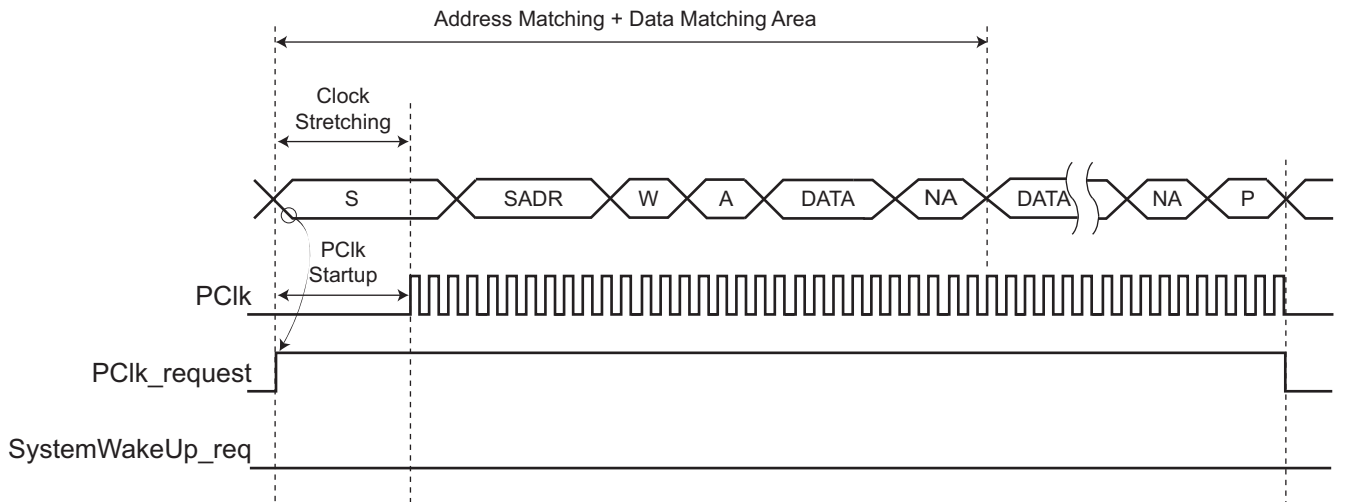 Address Matching + Data Matching Area
Clock
Stretching
S
SADR
W
A
DATA
NA
DATA
NA
P
PClk
Startup
PClk
PClk_request
SystemWakeUp_req